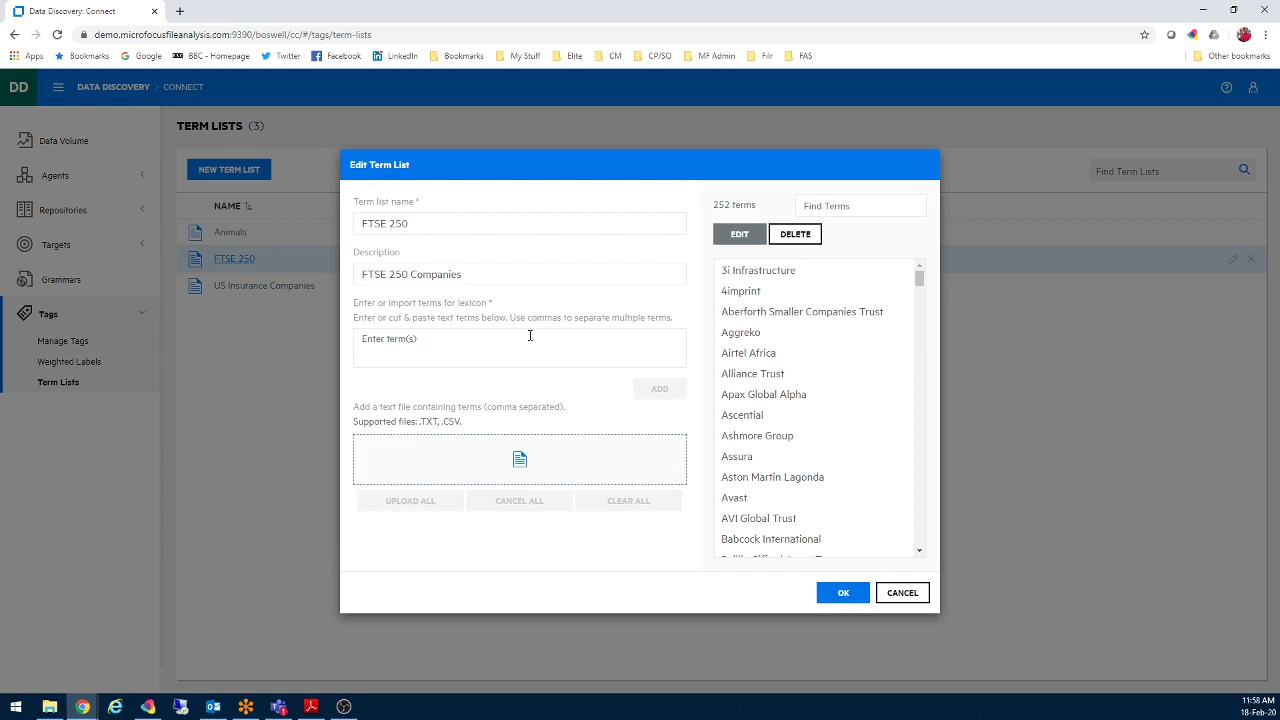 Data Discovery: Connect
demo.microfocusfileanalysis.com:9390/boswell/cc/#/tags/term-lists
Apps Bookmarks Google BBC - Homepage Twitter Facebook LinkedIn Bookmarks My Stuff Elite CM CP/SO MF Admin Filr FAS Other bookmarks
DD DATA DISCOVERY > CONNECT
Data Volume
Agents
Repositories
Targets
Grammars
Tags
Manage Tags
Weighted Labels
Term Lists
TERM LISTS (3)
NEW TERM LIST
Find Term Lists
NAME
Animals
FTSE 250
US Insurance Companies
Edit Term List
Term list name *
FTSE 250
Description
FTSE 250 Companies
Enter or import terms for lexicon *
Enter or cut & paste text terms below. Use commas to separate multiple terms.
Enter term(s)
ADD
Add a text file containing terms (comma separated).
Supported files: .TXT, .CSV.
UPLOAD ALL CANCEL ALL CLEAR ALL
252 terms
Find Terms
EDIT DELETE
3i Infrastructure
4imprint
Aberforth Smaller Companies Trust
Aggreko
Airtel Africa
Alliance Trust
Apax Global Alpha
Ascential
Ashmore Group
Assura
Aston Martin Lagonda
Avast
AVI Global Trust
Babcock International
OK CANCEL
11:58 AM
18-Feb-20